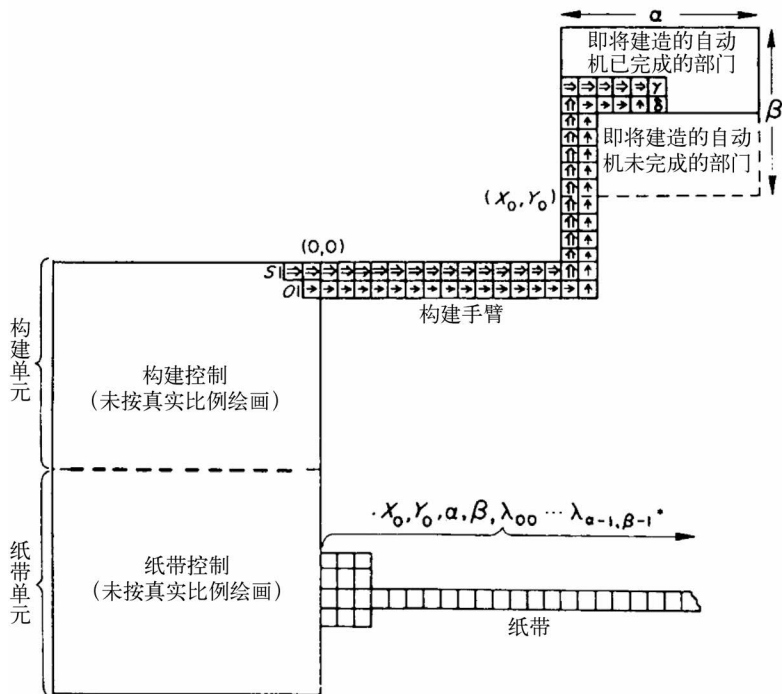 α
即将建造的自动
机已完成的部门
γ
δ
β
即将建造的自动
机未完成的部门
(X₀,Y₀)
(0,0)
S1
O1
构建手臂
构建单元
构建控制
(未按真实比例绘画)
.X₀,Y₀,α,β,λ₀₀ ··· λα-1,β-1·
纸带单元
纸带控制
(未按真实比例绘画)
纸带